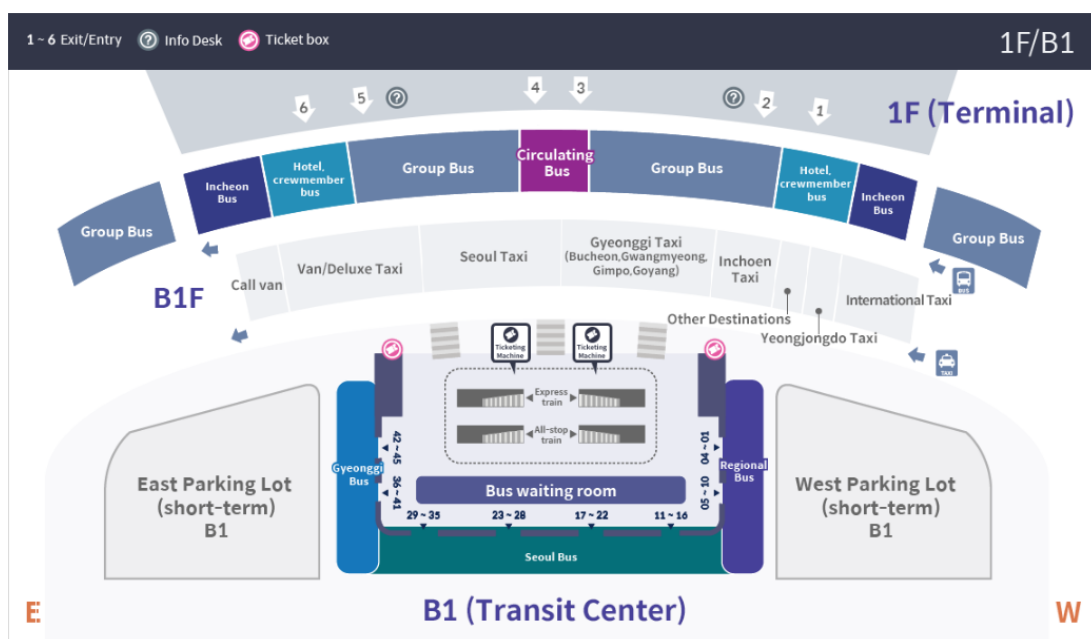 1 ~ 6 Exit/Entry
Info Desk
Ticket box
1F/B1
6
5
4
3
2
1
1F (Terminal)
Group Bus
Incheon
Bus
Hotel,
crewmember
bus
Group Bus
Circulating
Bus
Group Bus
Hotel,
crewmember
bus
Incheon
Bus
Group Bus
BUS
B1F
Call van
Van/Deluxe Taxi
Seoul Taxi
Gyeonggi Taxi
(Bucheon,Gwangmyeong,
Gimpo,Goyang)
Inchoen
Taxi
Other Destinations
Yeongjongdo Taxi
International Taxi
TAXI
Ticketing
Machine
Ticketing
Machine
Express
train
All-stop
train
42 ~ 45
36 ~ 41
04 ~ 01
05 ~ 10
Gyeonggi
Bus
Regional
Bus
Bus waiting room
29 ~ 35
23 ~ 28
17 ~ 22
11 ~ 16
Seoul Bus
East Parking Lot
(short-term)
B1
West Parking Lot
(short-term)
B1
E
B1 (Transit Center)
W